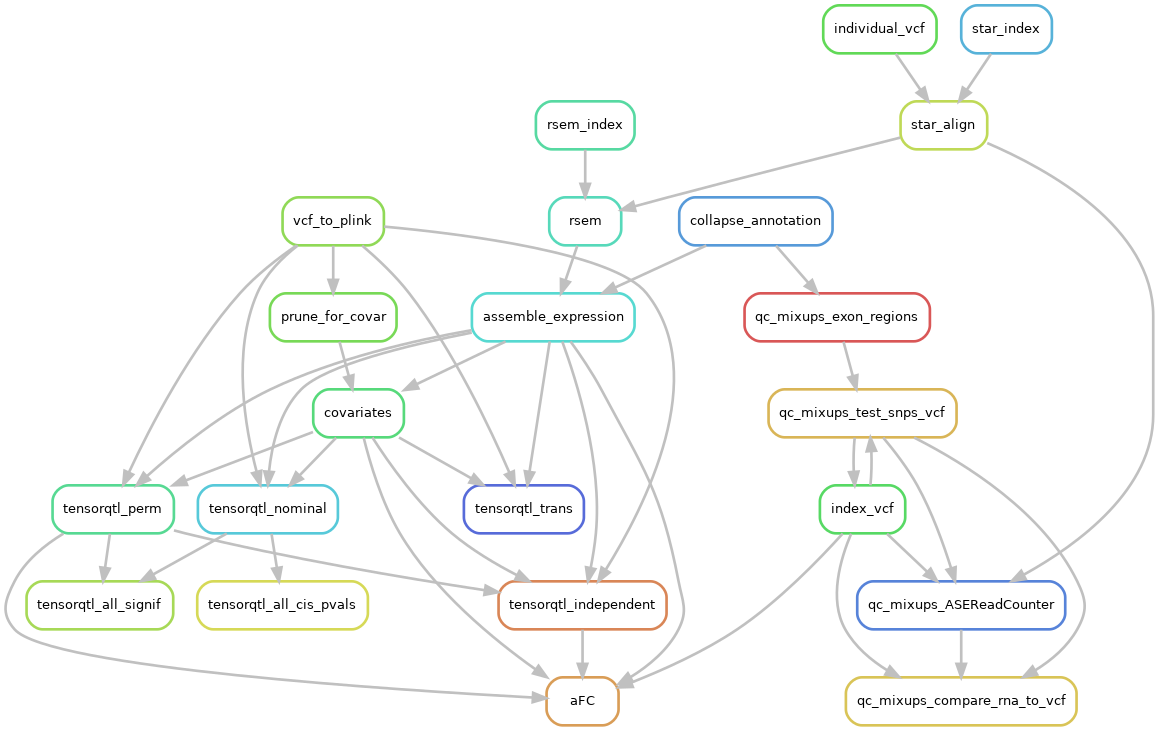 individual_vcf
star_index
rsem_index
star_align
vcf_to_plink
rsem
collapse_annotation
prune_for_covar
assemble_expression
qc_mixups_exon_regions
covariates
qc_mixups_test_snps_vcf
tensorqtl_perm
tensorqtl_nominal
tensorqtl_trans
index_vcf
tensorqtl_all_signif
tensorqtl_all_cis_pvals
tensorqtl_independent
qc_mixups_ASEReadCounter
aFC
qc_mixups_compare_rna_to_vcf